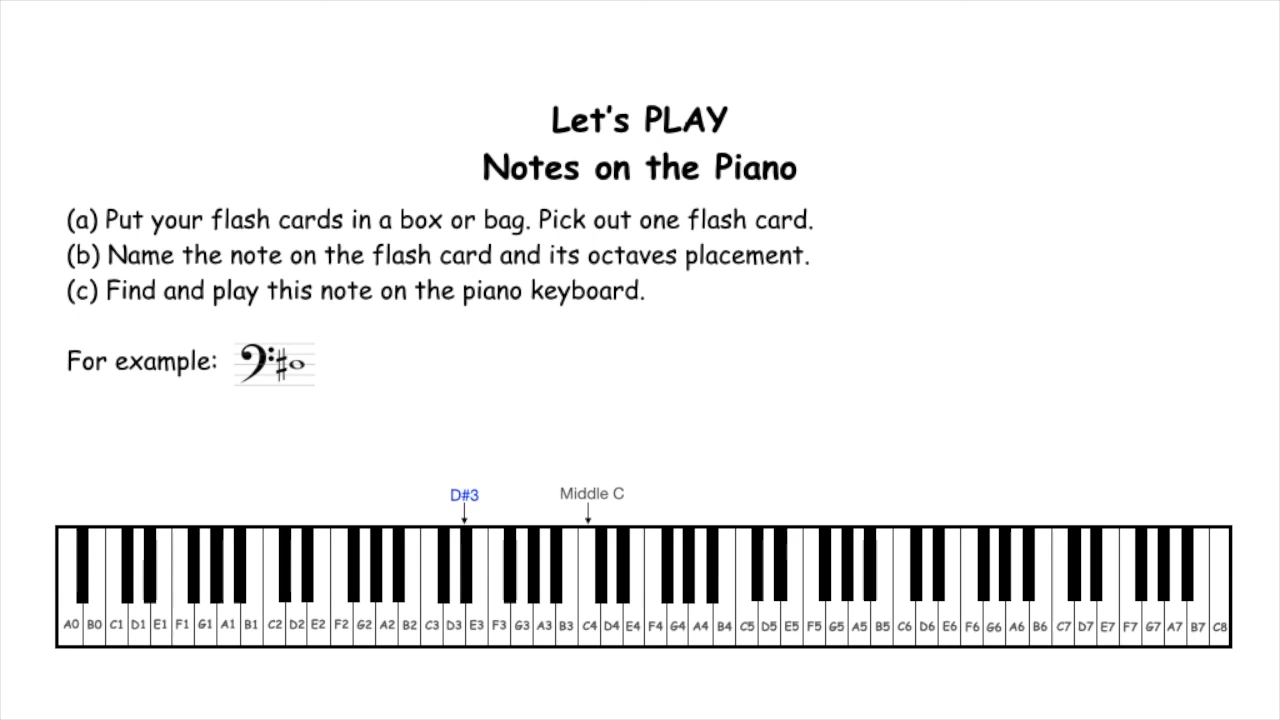 Let's PLAY
Notes on the Piano
(a) Put your flash cards in a box or bag. Pick out one flash card.
(b) Name the note on the flash card and its octaves placement.
(c) Find and play this note on the piano keyboard.
For example:
D#3 Middle C
A0 B0 C1 D1 E1 F1 G1 A1 B1 C2 D2 E2 F2 G2 A2 B2 C3 D3 E3 F3 G3 A3 B3 C4 D4 E4 F4 G4 A4 B4 C5 D5 E5 F5 G5 A5 B5 C6 D6 E6 F6 G6 A6 B6 C7 D7 E7 F7 G7 A7 B7 C8